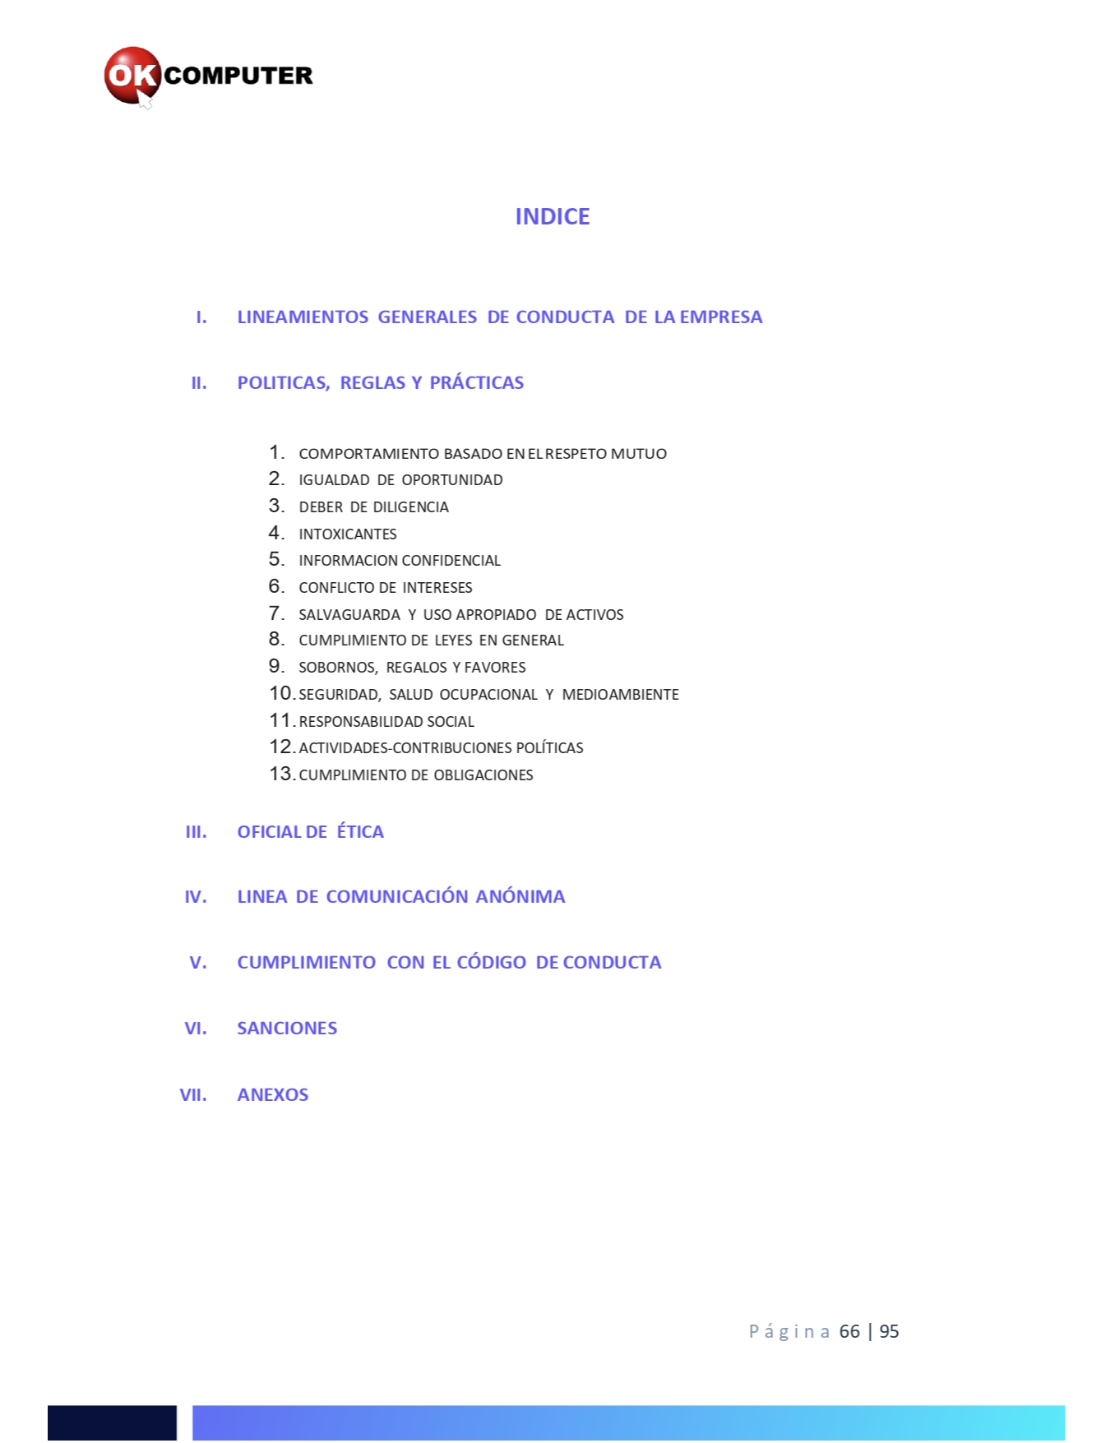 OK COMPUTER
INDICE
I. LINEAMIENTOS GENERALES DE CONDUCTA DE LA EMPRESA
II. POLITICAS, REGLAS Y PRÁCTICAS
1. COMPORTAMIENTO BASADO EN EL RESPETO MUTUO
2. IGUALDAD DE OPORTUNIDAD
3. DEBER DE DILIGENCIA
4. INTOXICANTES
5. INFORMACION CONFIDENCIAL
6. CONFLICTO DE INTERESES
7. SALVAGUARDA Y USO APROPIADO DE ACTIVOS
8. CUMPLIMIENTO DE LEYES EN GENERAL
9. SOBORNOS, REGALOS Y FAVORES
10. SEGURIDAD, SALUD OCUPACIONAL Y MEDIOAMBIENTE
11. RESPONSABILIDAD SOCIAL
12. ACTIVIDADES-CONTRIBUCIONES POLÍTICAS
13. CUMPLIMIENTO DE OBLIGACIONES
III. OFICIAL DE ÉTICA
IV. LINEA DE COMUNICACIÓN ANÓNIMA
V. CUMPLIMIENTO CON EL CÓDIGO DE CONDUCTA
VI. SANCIONES
VII. ANEXOS
Página 66 | 95